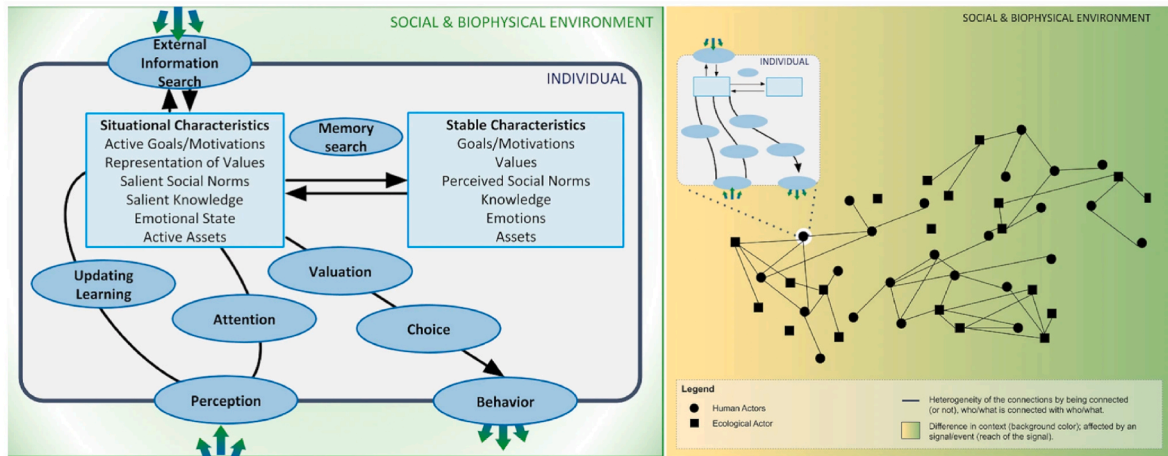 SOCIAL & BIOPHYSICAL ENVIRONMENT
External
Information
Search
INDIVIDUAL
Situational Characteristics
Active Goals/Motivations
Representation of Values
Salient Social Norms
Salient Knowledge
Emotional State
Active Assets
Memory
search
Stable Characteristics
Goals/Motivations
Values
Perceived Social Norms
Knowledge
Emotions
Assets
Updating
Learning
Attention
Valuation
Choice
Perception
Behavior
SOCIAL & BIOPHYSICAL ENVIRONMENT
INDIVIDUAL
Legend
Human Actors
Ecological Actor
Heterogeneity of the connections by being connected
(or not), who/what is connected with who/what.
Difference in context (background color); affected by an
signal/event (reach of the signal).